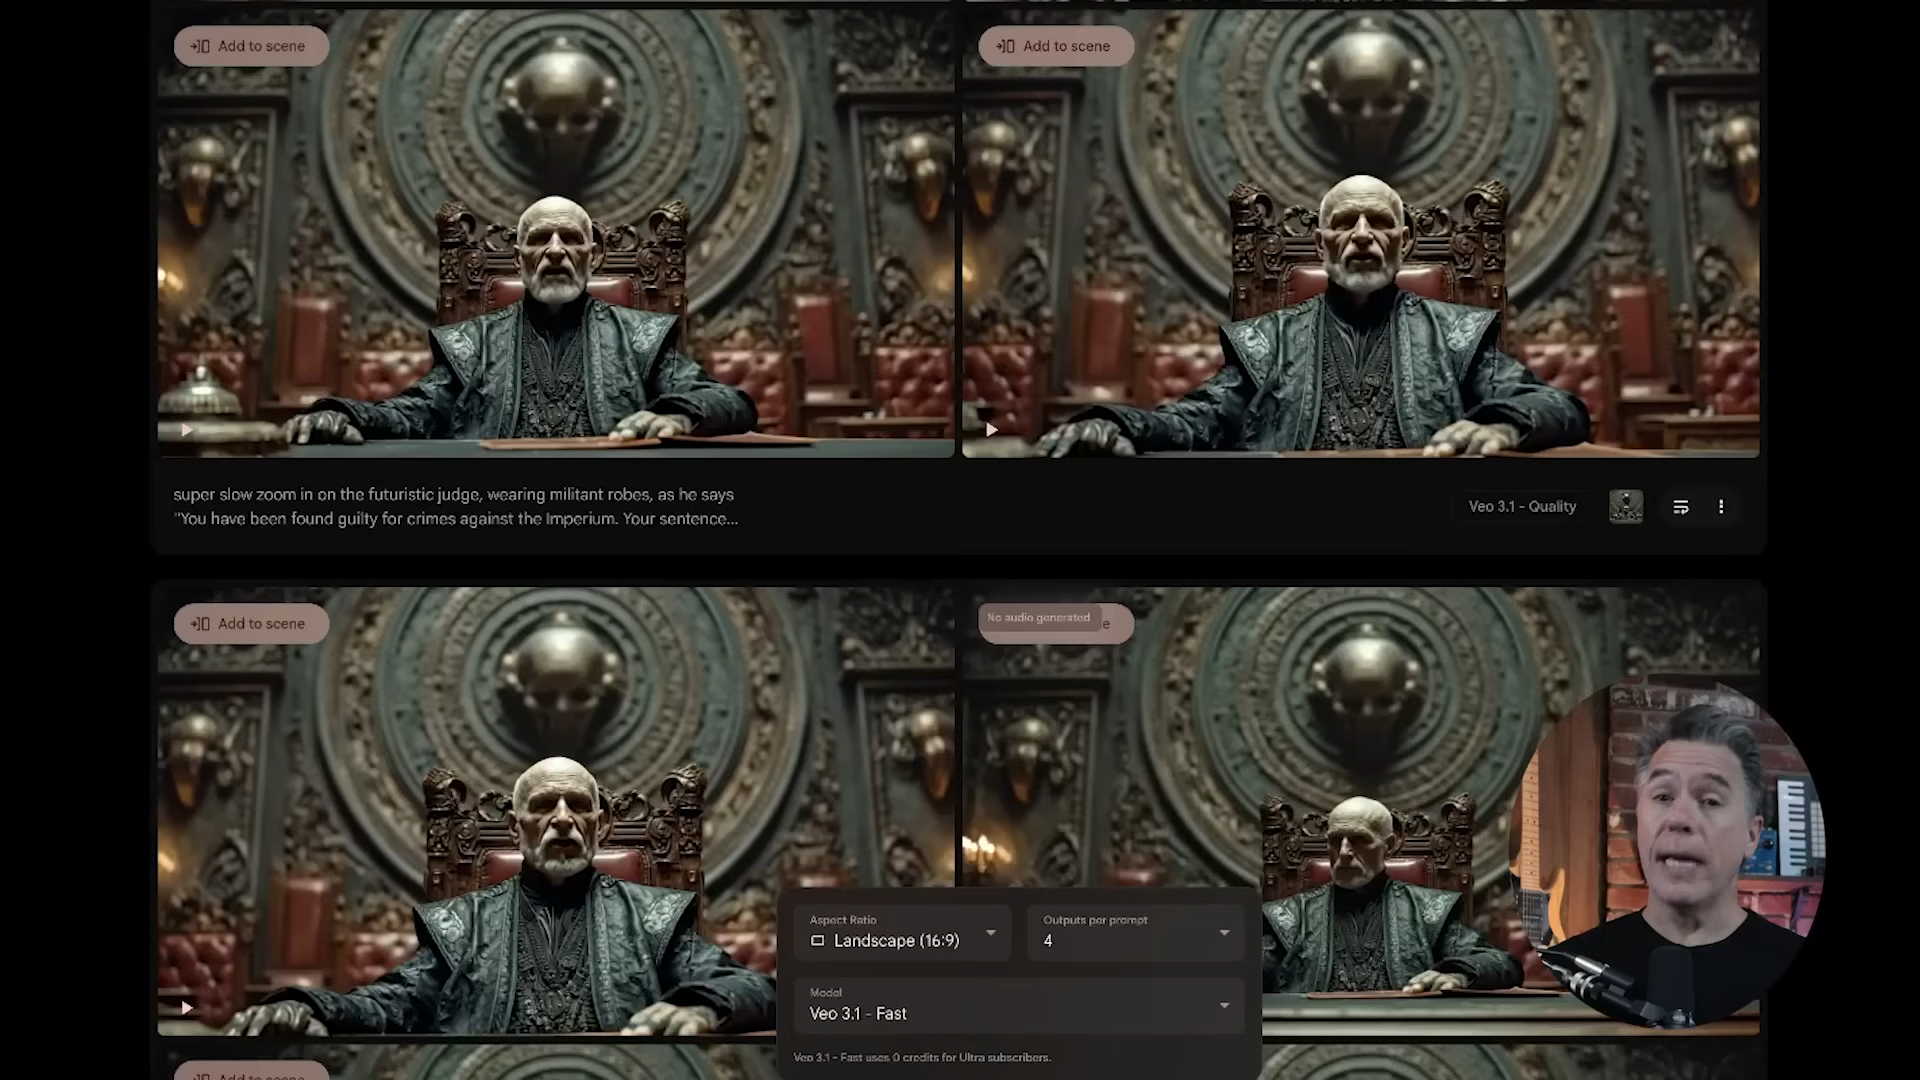 Add to scene
Add to scene
super slow zoom in on the futuristic judge, wearing militant robes, as he says
"You have been found guilty for crimes against the Imperium. Your sentence...
Veo 3.1 - Quality
Add to scene
No audio generated
e
Aspect Ratio
Landscape (16:9)
Outputs per prompt
4
Model
Veo 3.1 - Fast
Veo 3.1 - Fast uses 0 credits for Ultra subscribers.
Add to scene